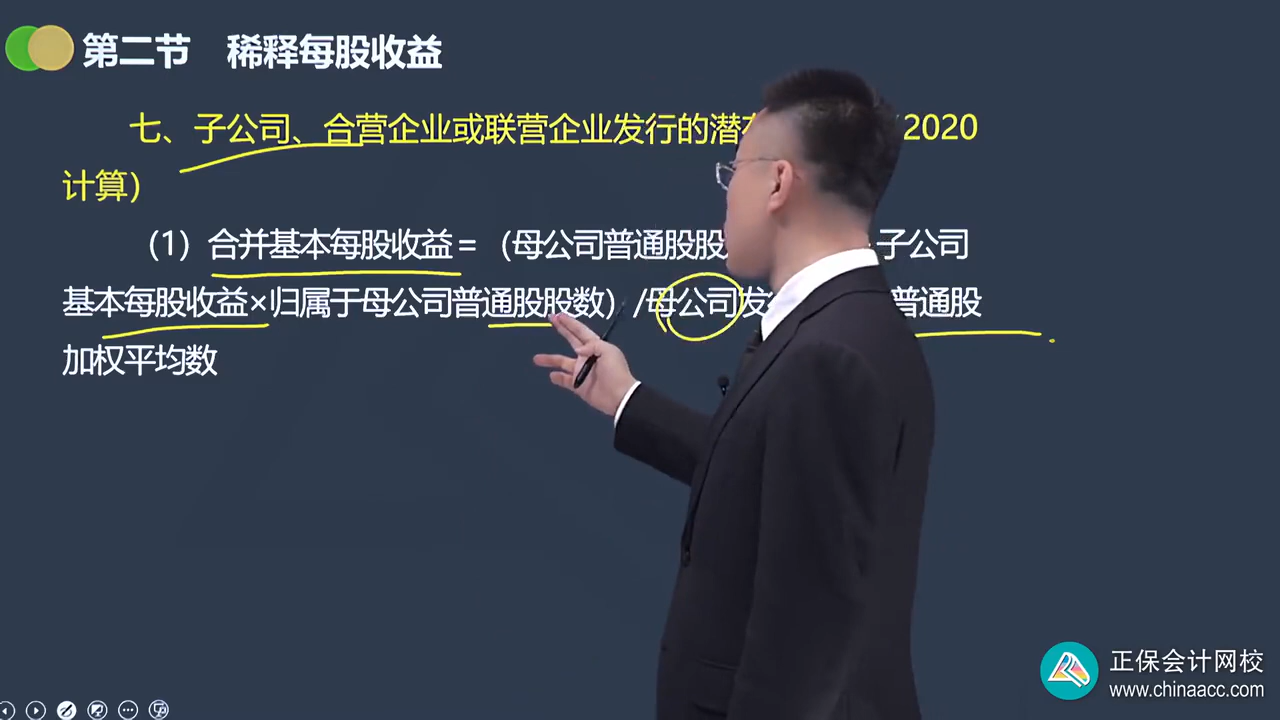 第二节 稀释每股收益
七、子公司、合营企业或联营企业发行的潜在 2020
计算）
（1）合并基本每股收益＝（母公司普通股股 子公司
基本每股收益×归属于母公司普通股股数）/母公司发 普通股
加权平均数
正保会计网校
www.chinaacc.com